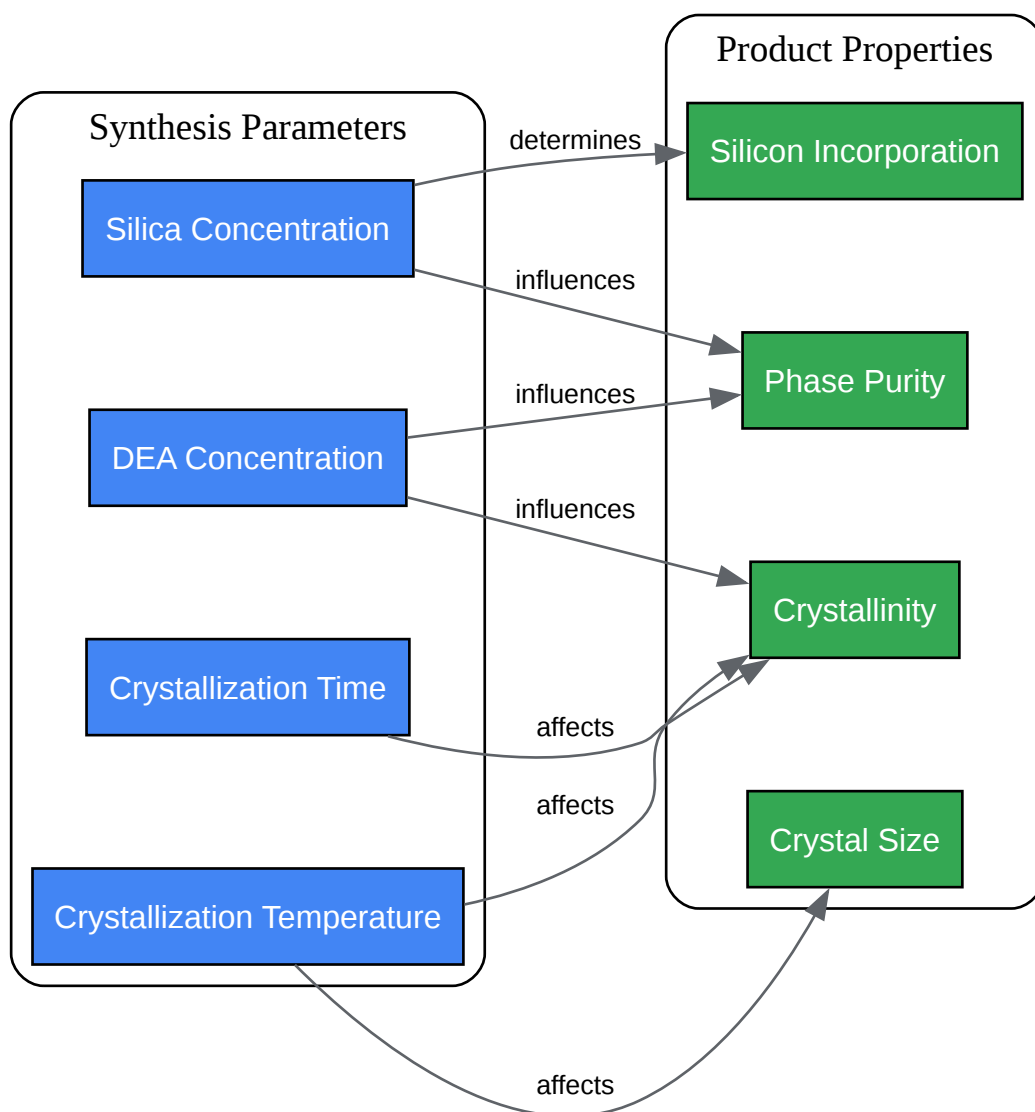 Product Properties
Synthesis Parameters
determines
Silicon Incorporation
Silica Concentration
influences
Phase Purity
influences
DEA Concentration
influences
Crystallinity
Crystallization Time
affects
affects
Crystal Size
Crystallization Temperature
affects